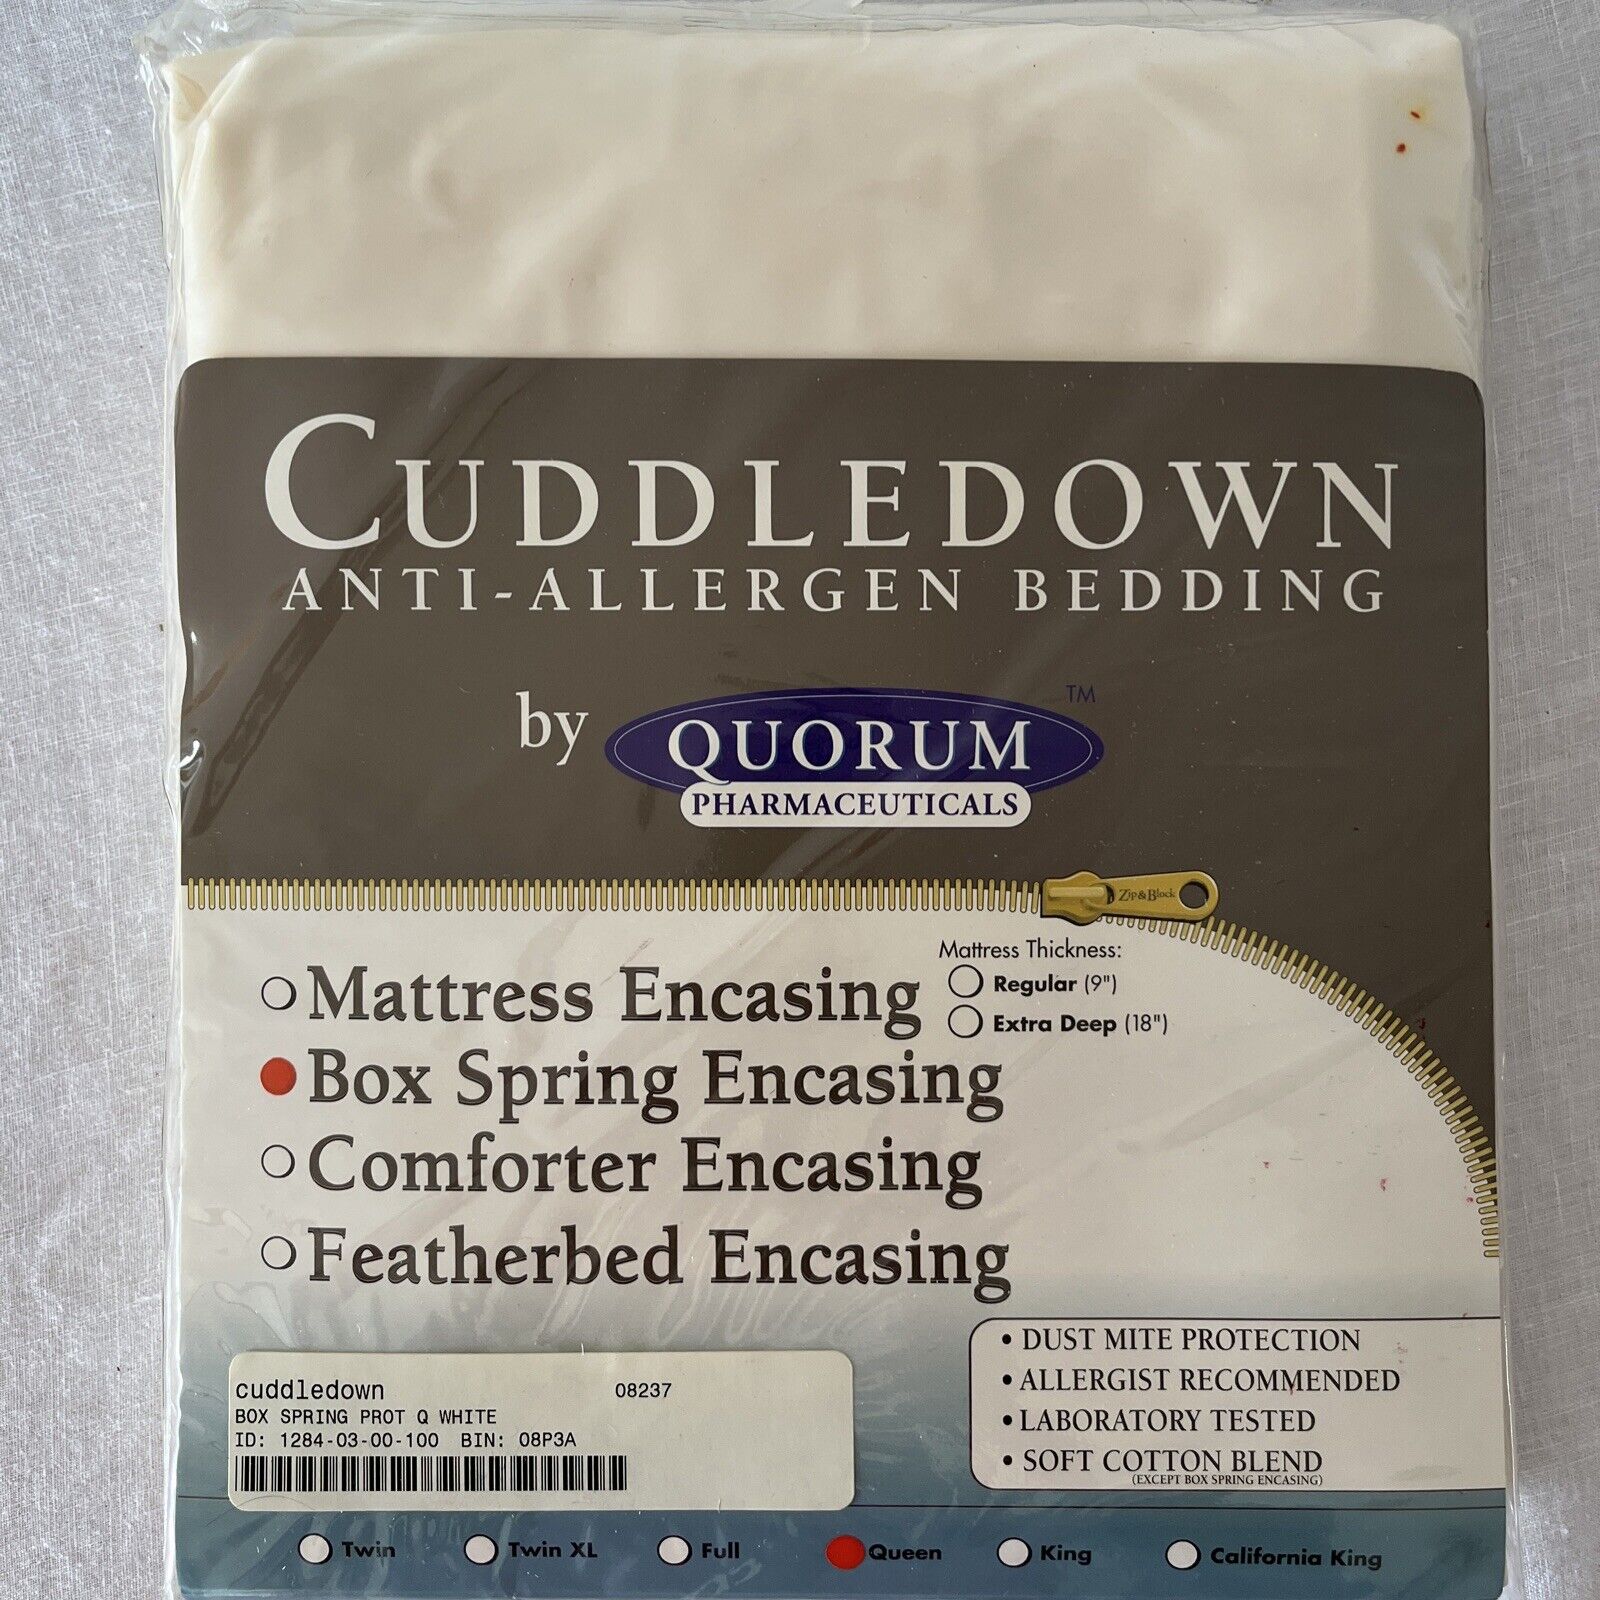 CUDDLEDOWN
ANTI-ALLERGEN BEDDING
by QUORUM™
PHARMACEUTICALS
Zip & Block
Mattress Thickness:
Mattress Encasing
Regular (9")
Extra Deep (18")
Box Spring Encasing
Comforter Encasing
Featherbed Encasing
• DUST MITE PROTECTION
• ALLERGIST RECOMMENDED
• LABORATORY TESTED
• SOFT COTTON BLEND
(EXCEPT BOX SPRING ENCASING)
cuddledown 08237
BOX SPRING PROT Q WHITE
ID: 1284-03-00-100 BIN: 08P3A
Twin Twin XL Full Queen King California King